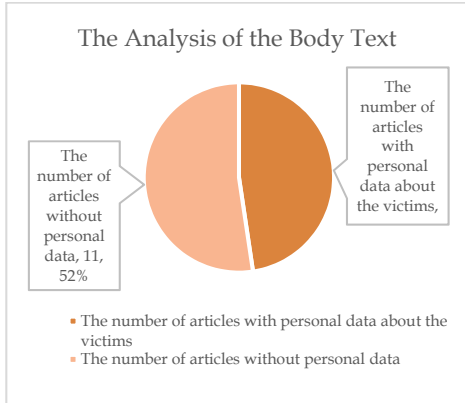 The Analysis of the Body Text
The
number of
articles
with
personal
data about
the victims,
The
number of
articles
without
personal
data, 11,
52%
The number of articles with personal data about the
victims
The number of articles without personal data